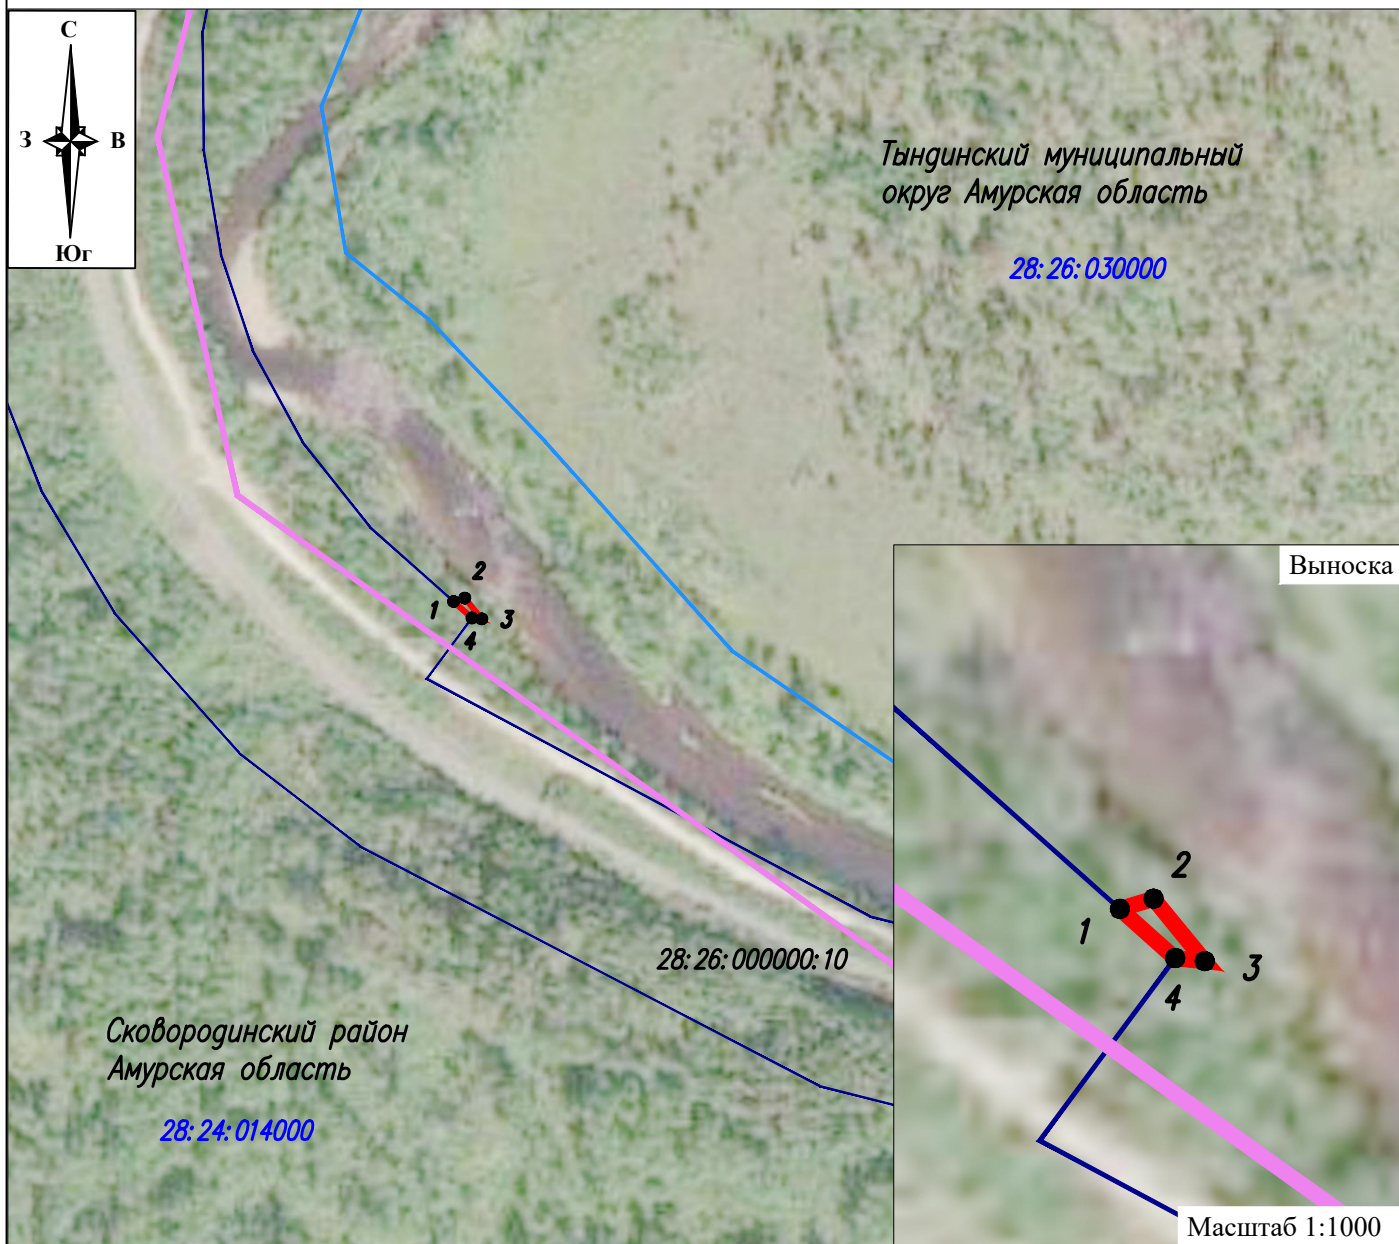 С
З
В
Юг
Тындинский муниципальный
округ Амурская область
28:26:030000
Выноска
2
1
3
4
2
1
3
4
28:26:000000:10
Сковородинский район
Амурская область
28:24:014000
Масштаб 1:1000